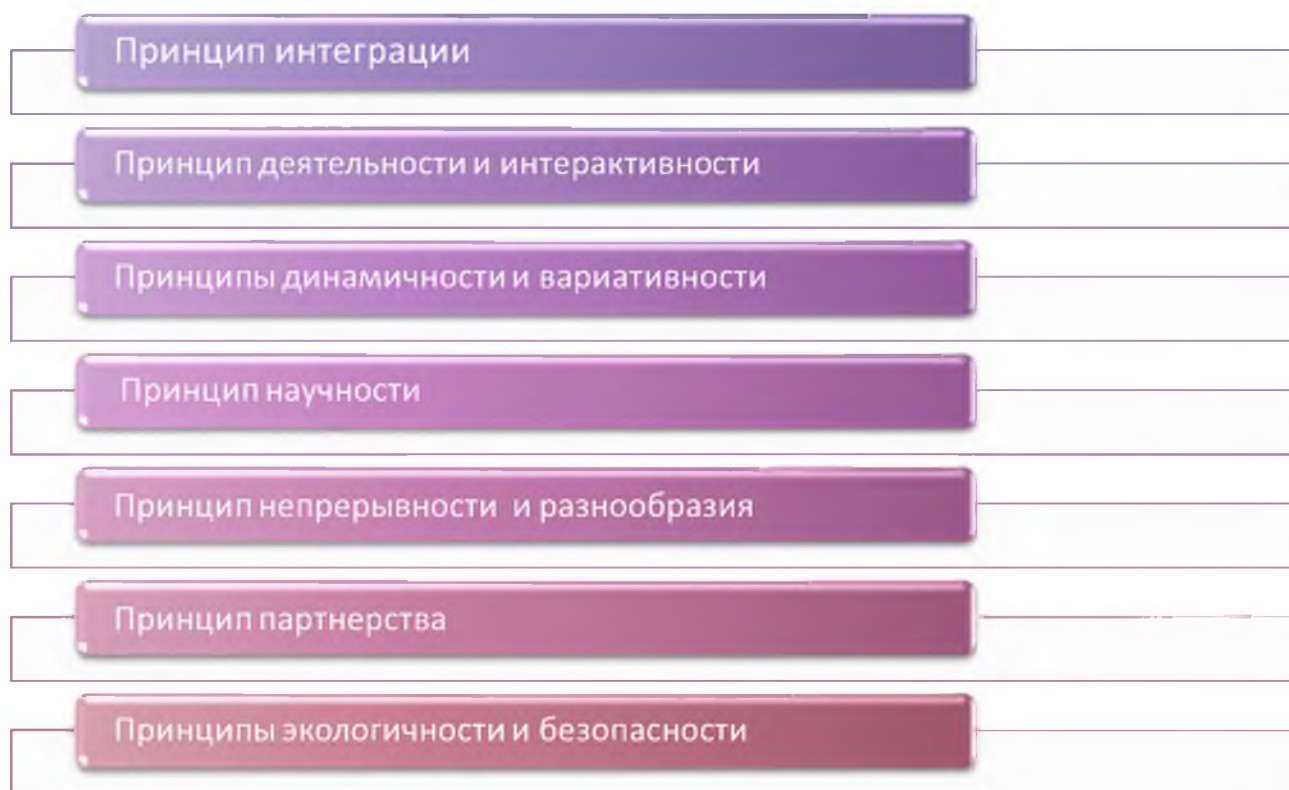 Принцип интеграции
Принцип деятельности и интерактивности
Принципы динамичности и вариативности
Принцип научности
Принцип непрерывности и разнообразия
Принцип партнерства
Принципы экологичности и безопасности